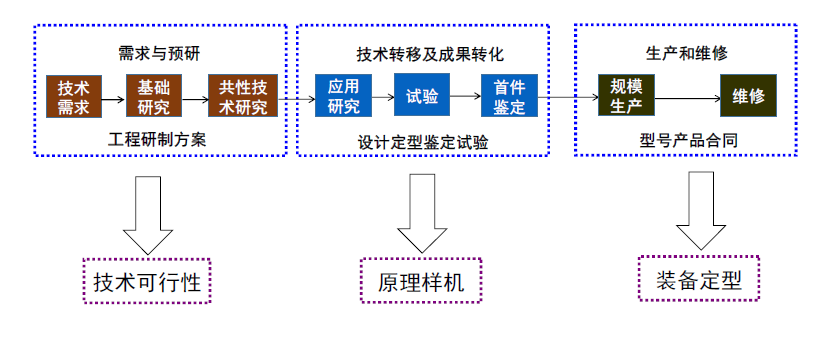 需求与预研
技术
需求
基础
研究
共性技
术研究
工程研制方案
技术转移及成果转化
应用
研究
试验
首件
鉴定
设计定型鉴定试验
生产和维修
规模
生产
维修
型号产品合同
技术可行性
原理样机
装备定型